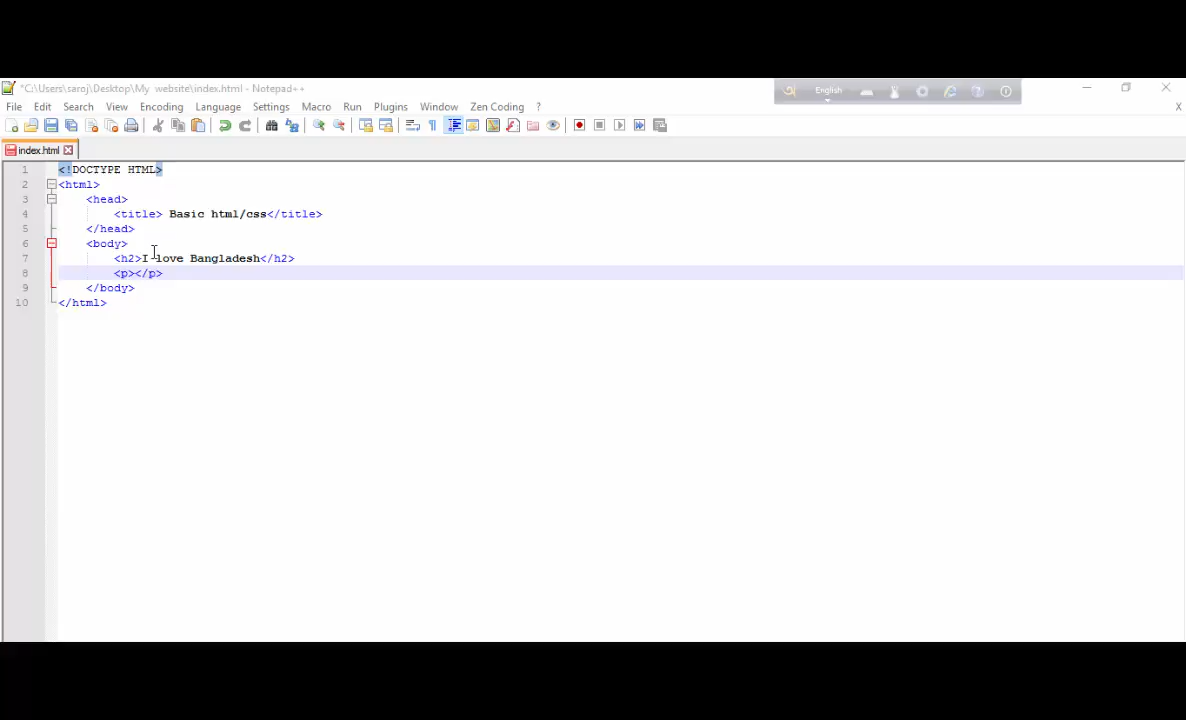 *C:\Users\saroj\Desktop\My website\index.html - Notepad++
English
File Edit Search View Encoding Language Settings Macro Run Plugins Window Zen Coding ? X
index.html
1 <!DOCTYPE HTML>
2 <html>
3 <head>
4 <title> Basic html/css</title>
5 </head>
6 <body>
7 <h2>I love Bangladesh</h2>
8 <p></p>
9 </body>
10 </html>